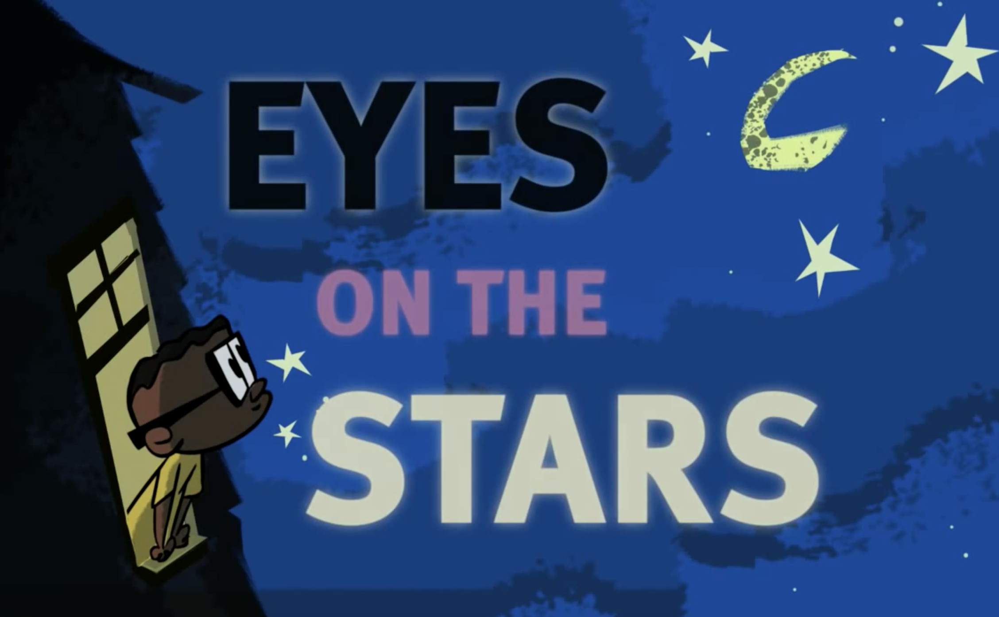 EYES
ON THE
STARS